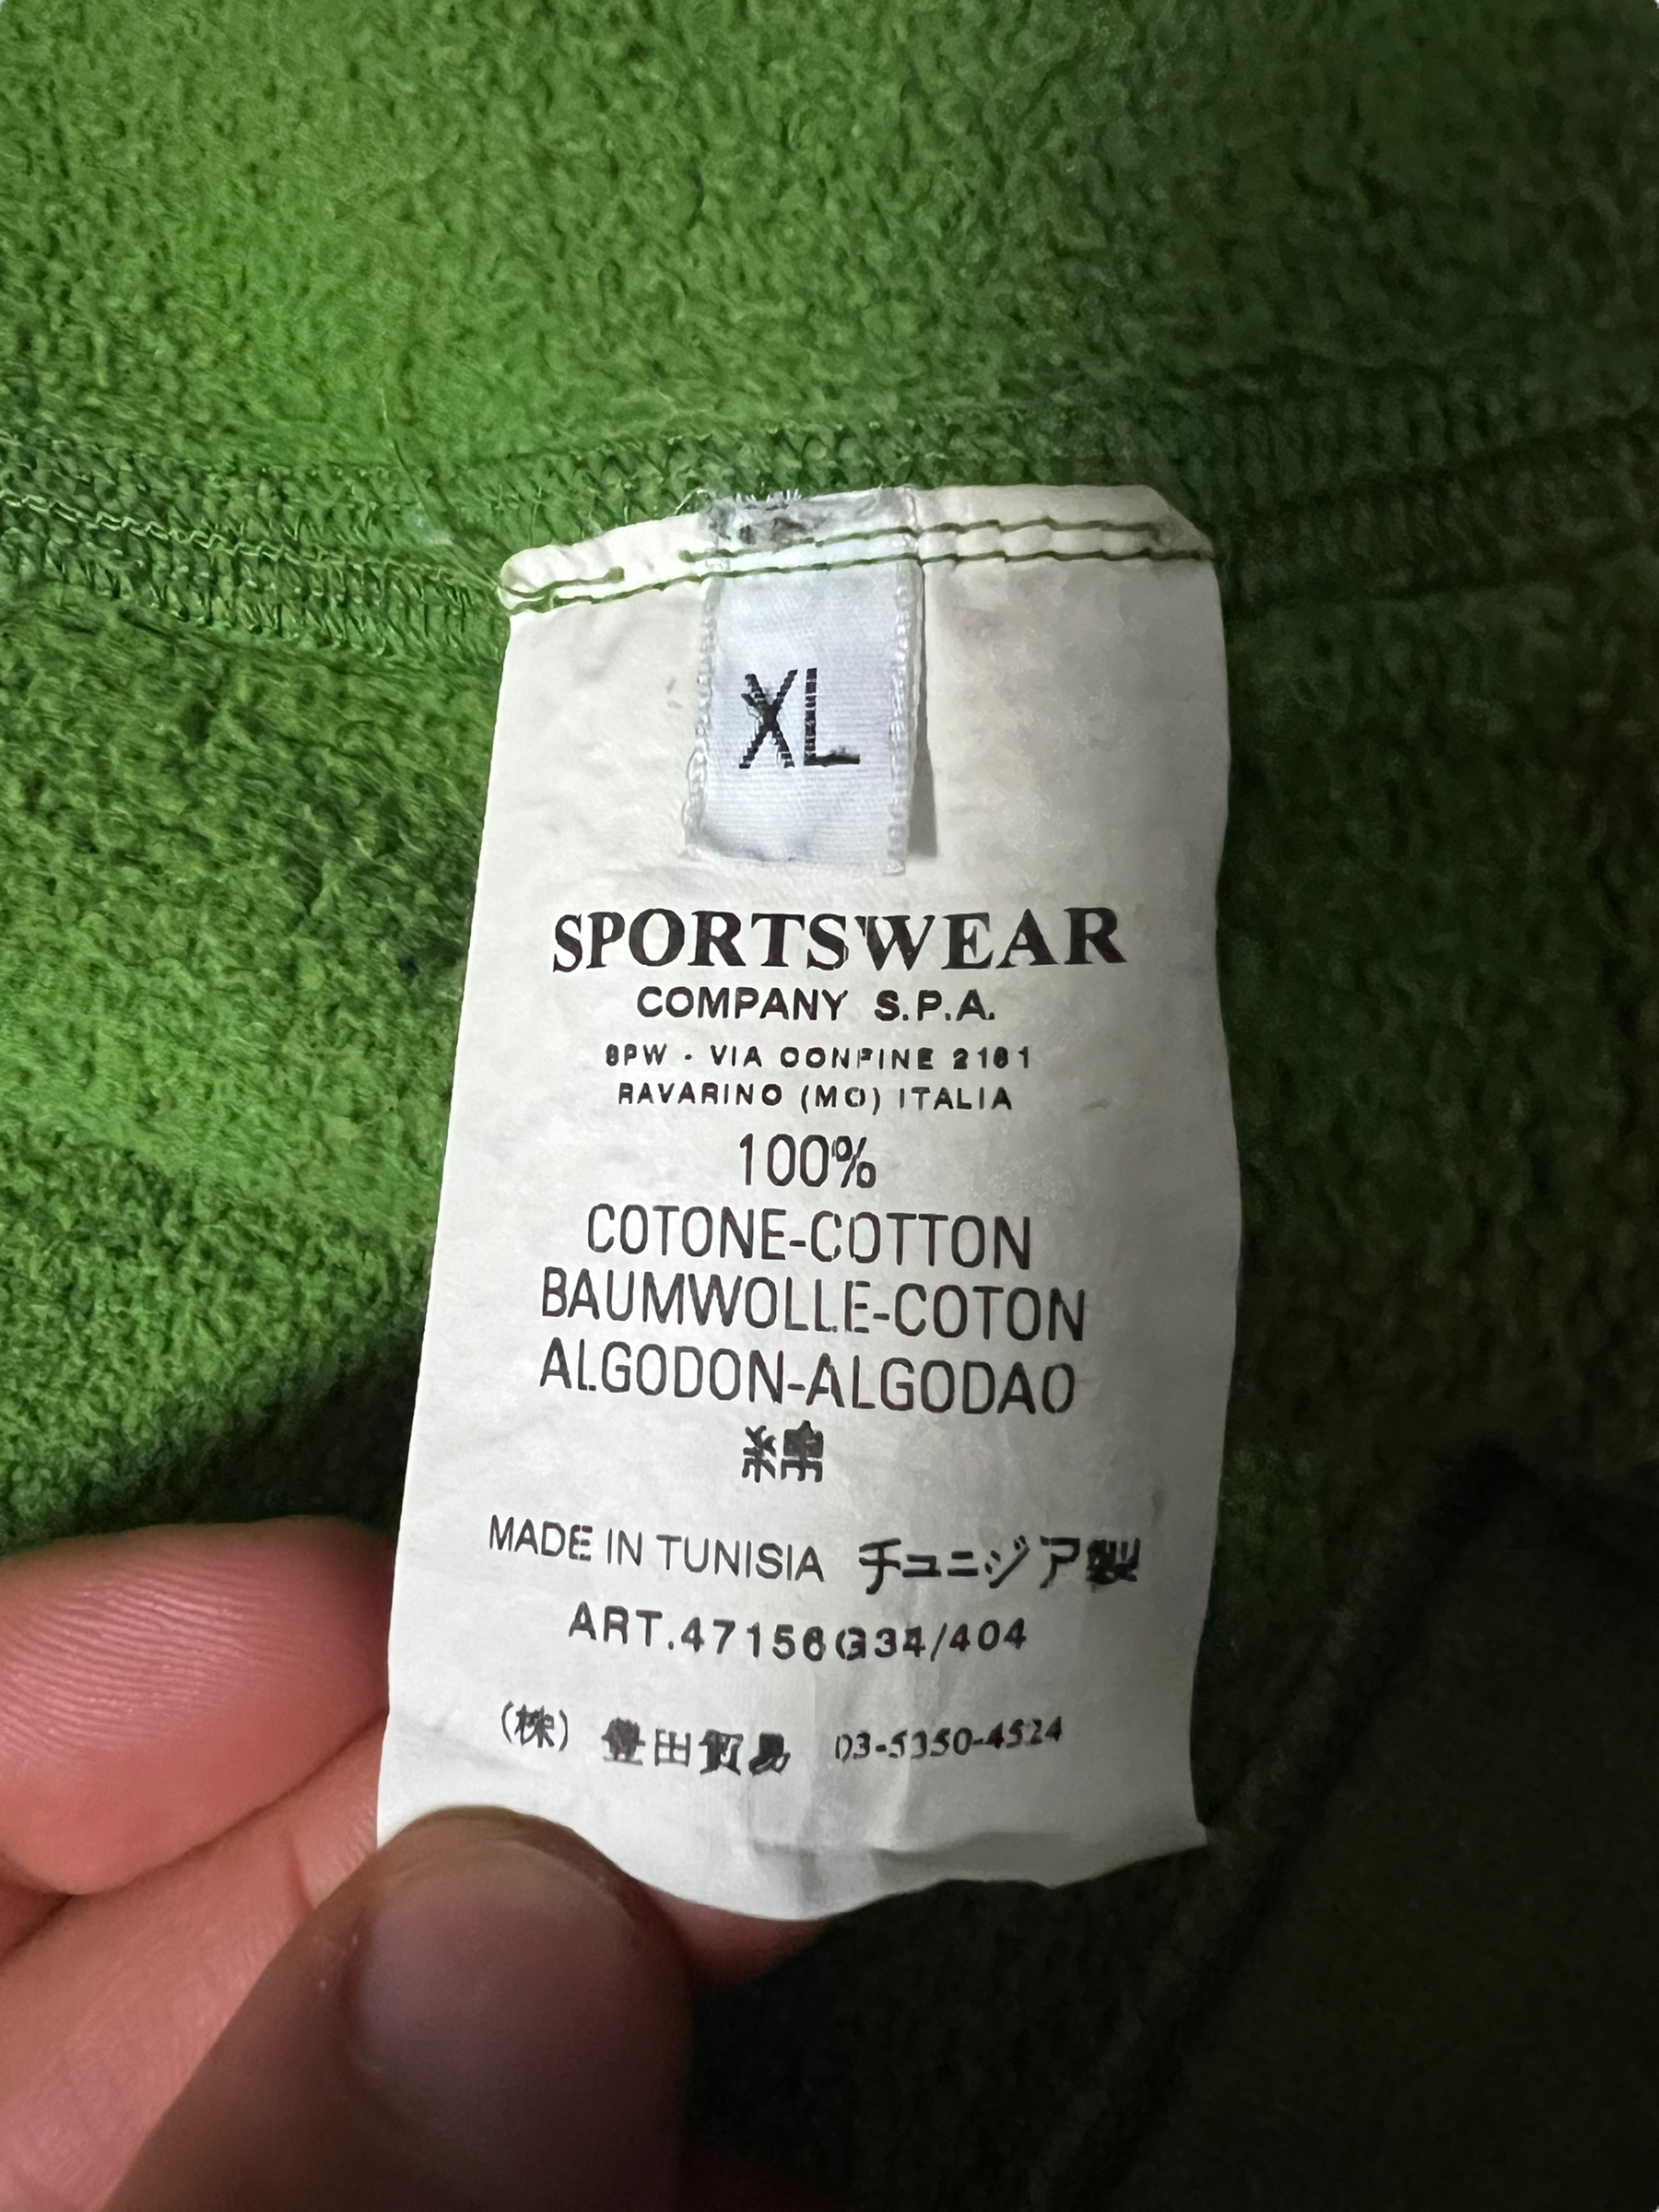 XL
SPORTSWEAR
COMPANY S.P.A.
SPW - VIA CONFINE 2161
RAVARINO (MO) ITALIA
100%
COTONE-COTTON
BAUMWOLLE-COTON
ALGODON-ALGODAO
綿
MADE IN TUNISIA チュニジア製
ART.47156G34/404
(株) 豊田貿易 03-5350-4524